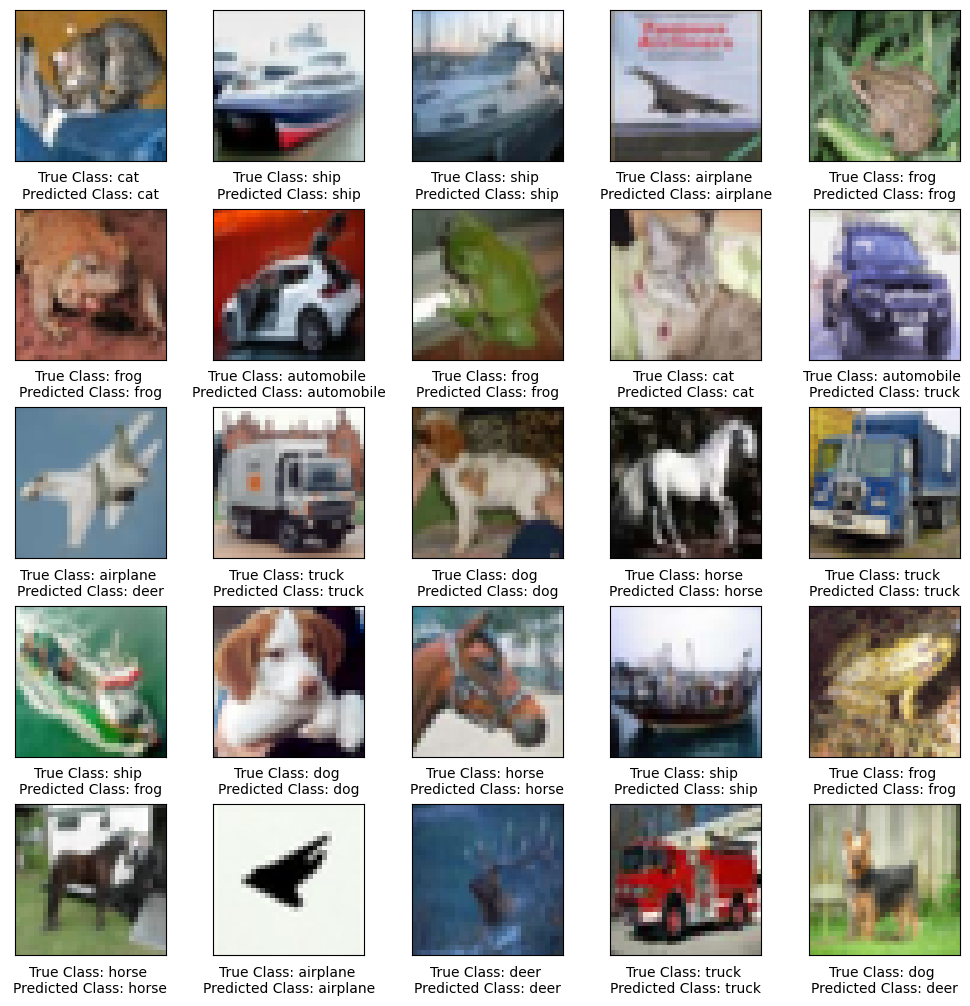 True Class: cat
Predicted Class: cat
True Class: ship
Predicted Class: ship
True Class: ship
Predicted Class: ship
True Class: airplane
Predicted Class: airplane
True Class: frog
Predicted Class: frog
True Class: frog
Predicted Class: frog
True Class: automobile
Predicted Class: automobile
True Class: frog
Predicted Class: frog
True Class: cat
Predicted Class: cat
True Class: automobile
Predicted Class: truck
True Class: airplane
Predicted Class: deer
True Class: truck
Predicted Class: truck
True Class: dog
Predicted Class: dog
True Class: horse
Predicted Class: horse
True Class: truck
Predicted Class: truck
True Class: ship
Predicted Class: frog
True Class: dog
Predicted Class: dog
True Class: horse
Predicted Class: horse
True Class: ship
Predicted Class: ship
True Class: frog
Predicted Class: frog
True Class: horse
Predicted Class: horse
True Class: airplane
Predicted Class: airplane
True Class: deer
Predicted Class: deer
True Class: truck
Predicted Class: truck
True Class: dog
Predicted Class: deer